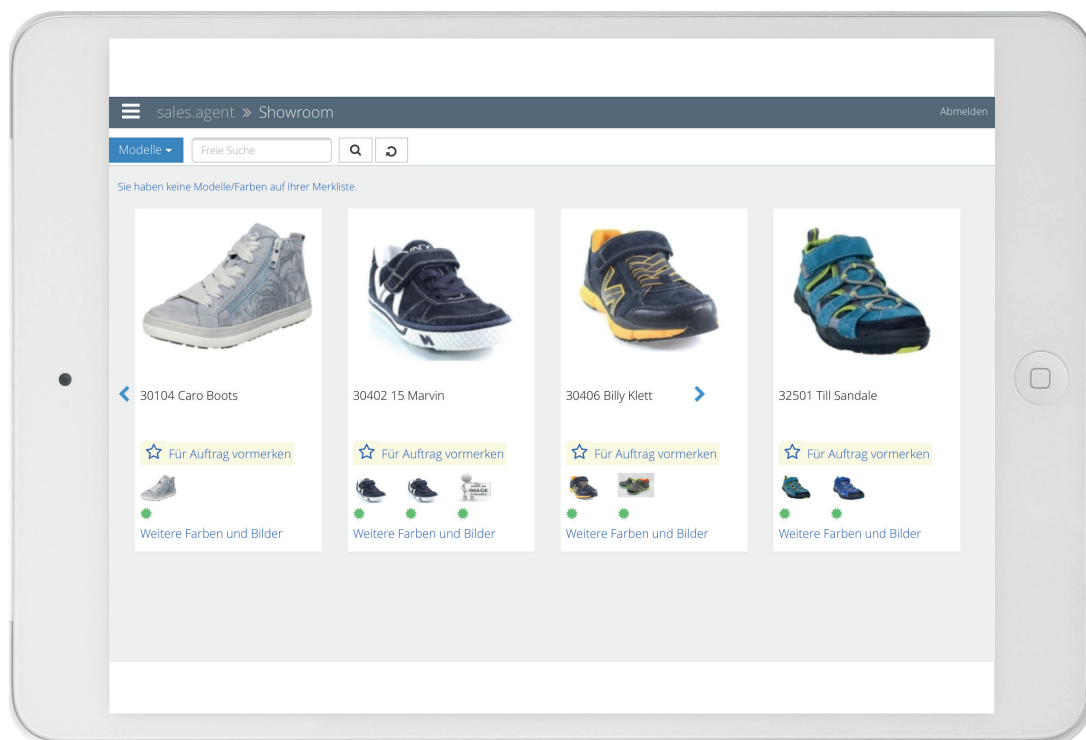 sales.agent » Showroom
Abmelden
Modelle
Freie Suche
Sie haben keine Modelle/Farben auf Ihrer Merkliste.
30104 Caro Boots
30402 15 Marvin
30406 Billy Klett
32501 Till Sandale
Für Auftrag vormerken
Für Auftrag vormerken
Für Auftrag vormerken
Für Auftrag vormerken
IMAGE
Weitere Farben und Bilder
Weitere Farben und Bilder
Weitere Farben und Bilder
Weitere Farben und Bilder